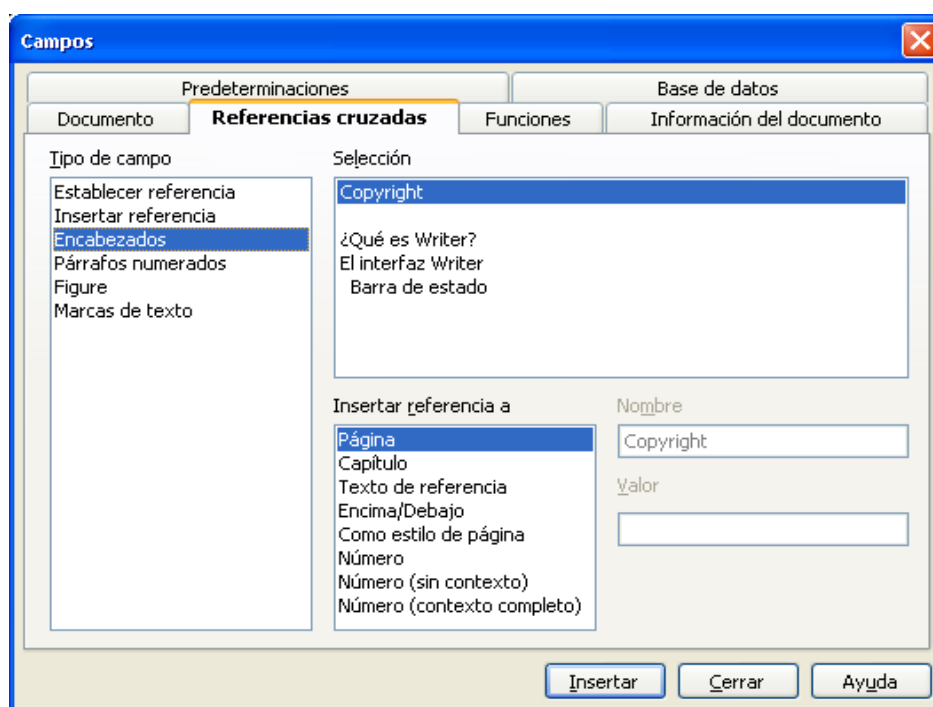 Campos
Predeterminaciones
Base de datos
Documento
Referencias cruzadas
Funciones
Información del documento
Tipo de campo
Establecer referencia
Insertar referencia
Encabezados
Párrafos numerados
Figure
Marcas de texto
Selección
Copyright
¿Qué es Writer?
El interfaz Writer
Barra de estado
Insertar referencia a
Página
Capítulo
Texto de referencia
Encima/Debajo
Como estilo de página
Número
Número (sin contexto)
Número (contexto completo)
Nombre
Copyright
Valor
Insertar
Cerrar
Ayuda